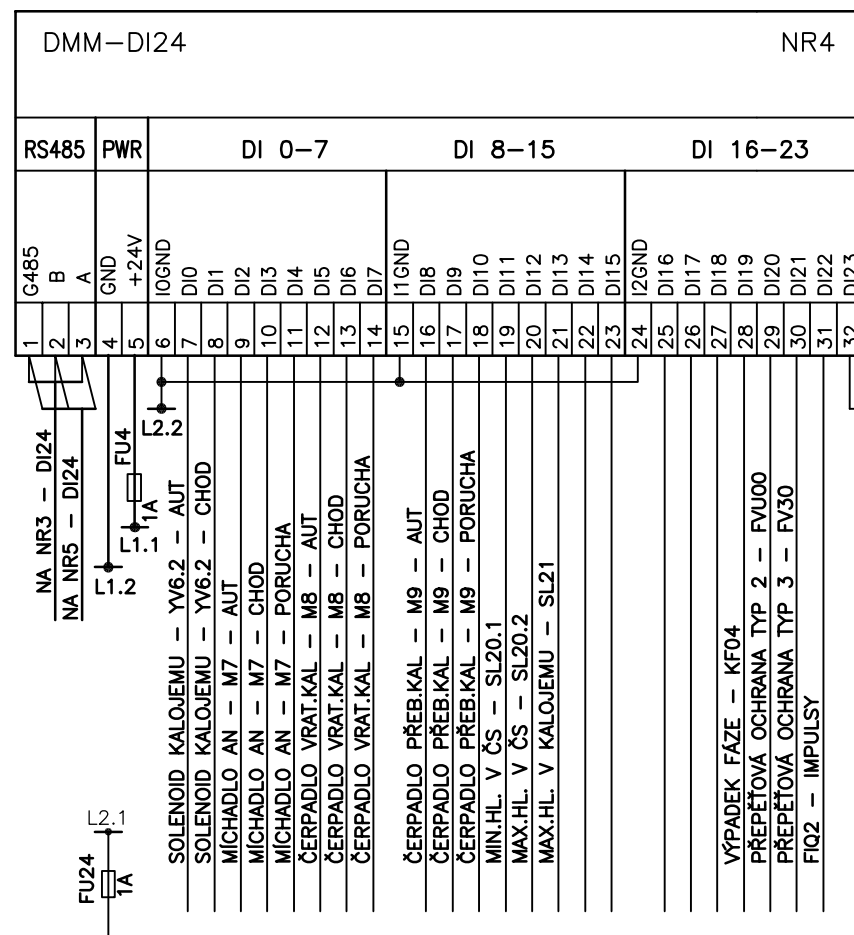 DMM-DI24
NR4
RS485
PWR
DI 0-7
DI 8-15
DI 16-23
G485
B
A
GND
+24V
I0GND
DI0
DI1
DI2
DI3
DI4
DI5
DI6
DI7
I1GND
DI8
DI9
DI10
DI11
DI12
DI13
DI14
DI15
I2GND
DI16
DI17
DI18
DI19
DI20
DI21
DI22
DI23
1
2
3
4
5
6
7
8
9
10
11
12
13
14
15
16
17
18
19
20
21
22
23
24
25
26
27
28
29
30
31
32
NA NR3 - DI24
NA NR5 - DI24
L1.2
FU4
1A
L1.1
L2.2
SOLENOID KALOJEMU - YV6.2 - AUT
SOLENOID KALOJEMU - YV6.2 - CHOD
MÍCHADLO AN - M7 - AUT
MÍCHADLO AN - M7 - CHOD
MÍCHADLO AN - M7 - PORUCHA
ČERPADLO VRAT.KAL - M8 - AUT
ČERPADLO VRAT.KAL - M8 - CHOD
ČERPADLO VRAT.KAL - M8 - PORUCHA
ČERPADLO PŘEB.KAL - M9 - AUT
ČERPADLO PŘEB.KAL - M9 - CHOD
ČERPADLO PŘEB.KAL - M9 - PORUCHA
MIN.HL. V ČS - SL20.1
MAX.HL. V ČS - SL20.2
MAX.HL. V KALOJEMU - SL21
VÝPADEK FÁZE - KF04
PŘEPĚŤOVÁ OCHRANA TYP 2 - FVU00
PŘEPĚŤOVÁ OCHRANA TYP 3 - FV30
FIQ2 - IMPULSY
L2.1
FU24
1A